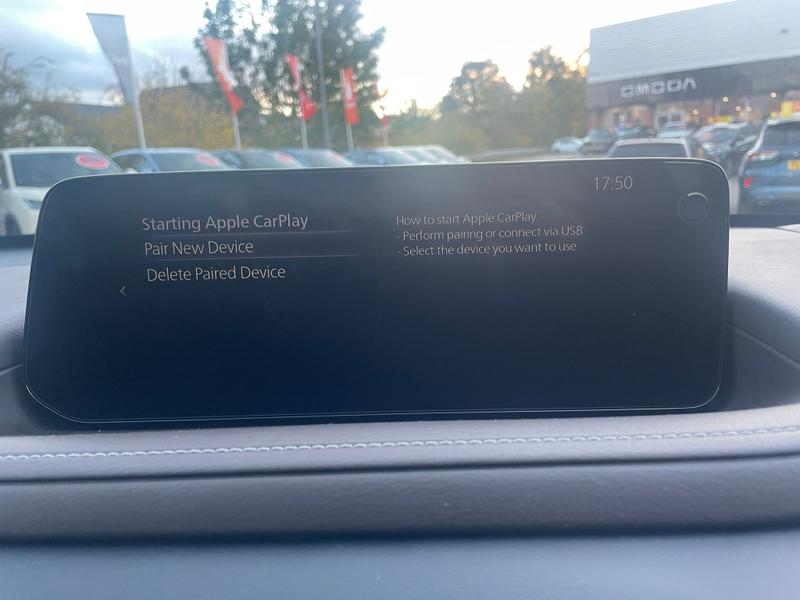 OMODA
17:50
Starting Apple CarPlay
Pair New Device
Delete Paired Device
How to start Apple CarPlay
- Perform pairing or connect via USB
- Select the device you want to use